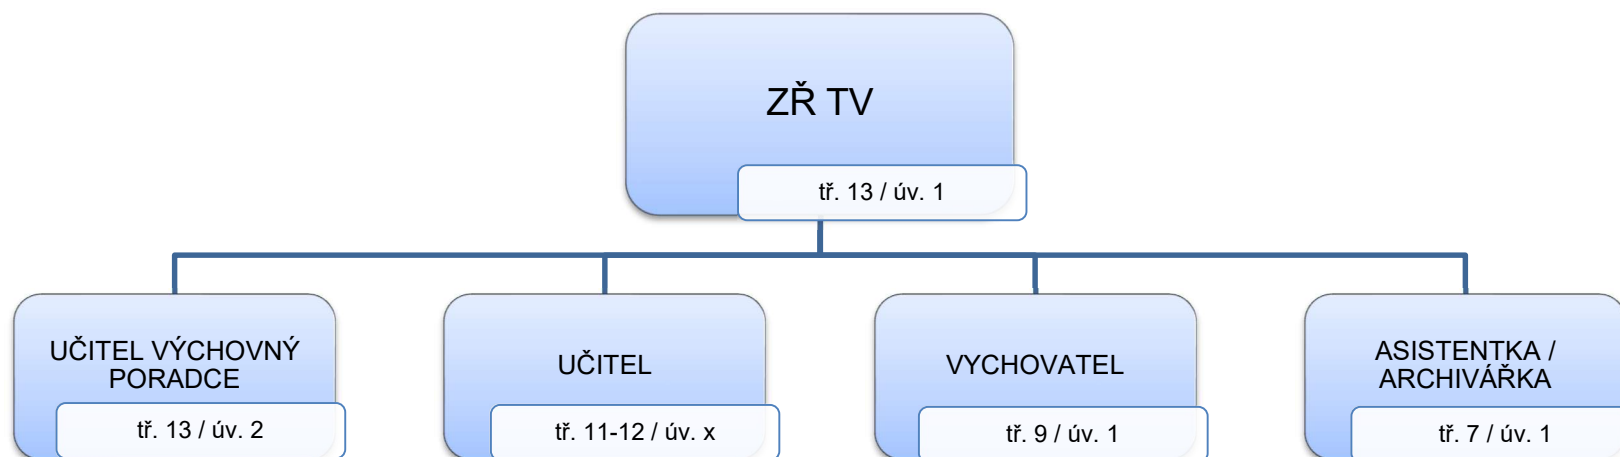 ZŘ TV
tř. 13 / úv. 1
UČITEL VÝCHOVNÝ
PORADCE
tř. 13 / úv. 2
UČITEL
tř. 11-12 / úv. x
VYCHOVATEL
tř. 9 / úv. 1
ASISTENTKA /
ARCHIVÁŘKA
tř. 7 / úv. 1